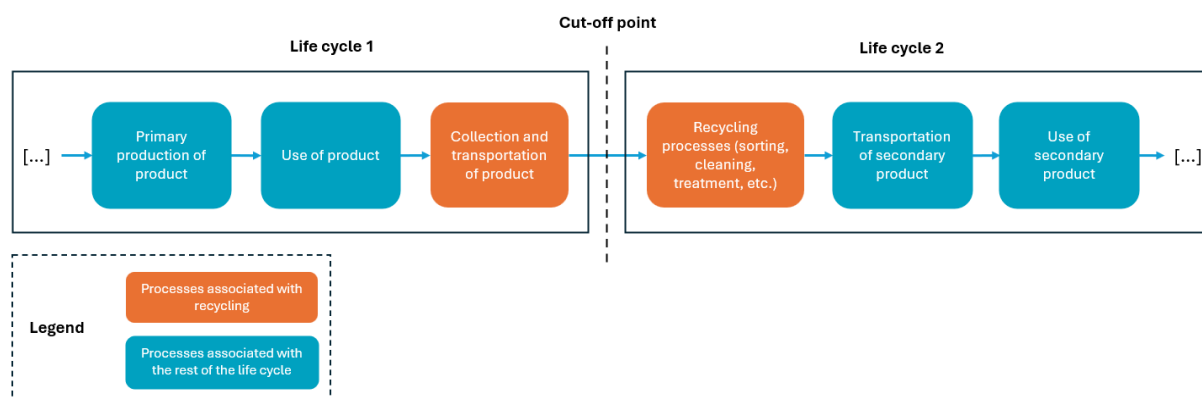 Cut-off point
Life cycle 1
Life cycle 2
[...]
Primary
production of
product
Use of product
Collection and
transportation
of product
Recycling
processes (sorting,
cleaning,
treatment, etc.)
Transportation
of secondary
product
Use of
secondary
product
[...]
Legend
Processes associated with
recycling
Processes associated with
the rest of the life cycle